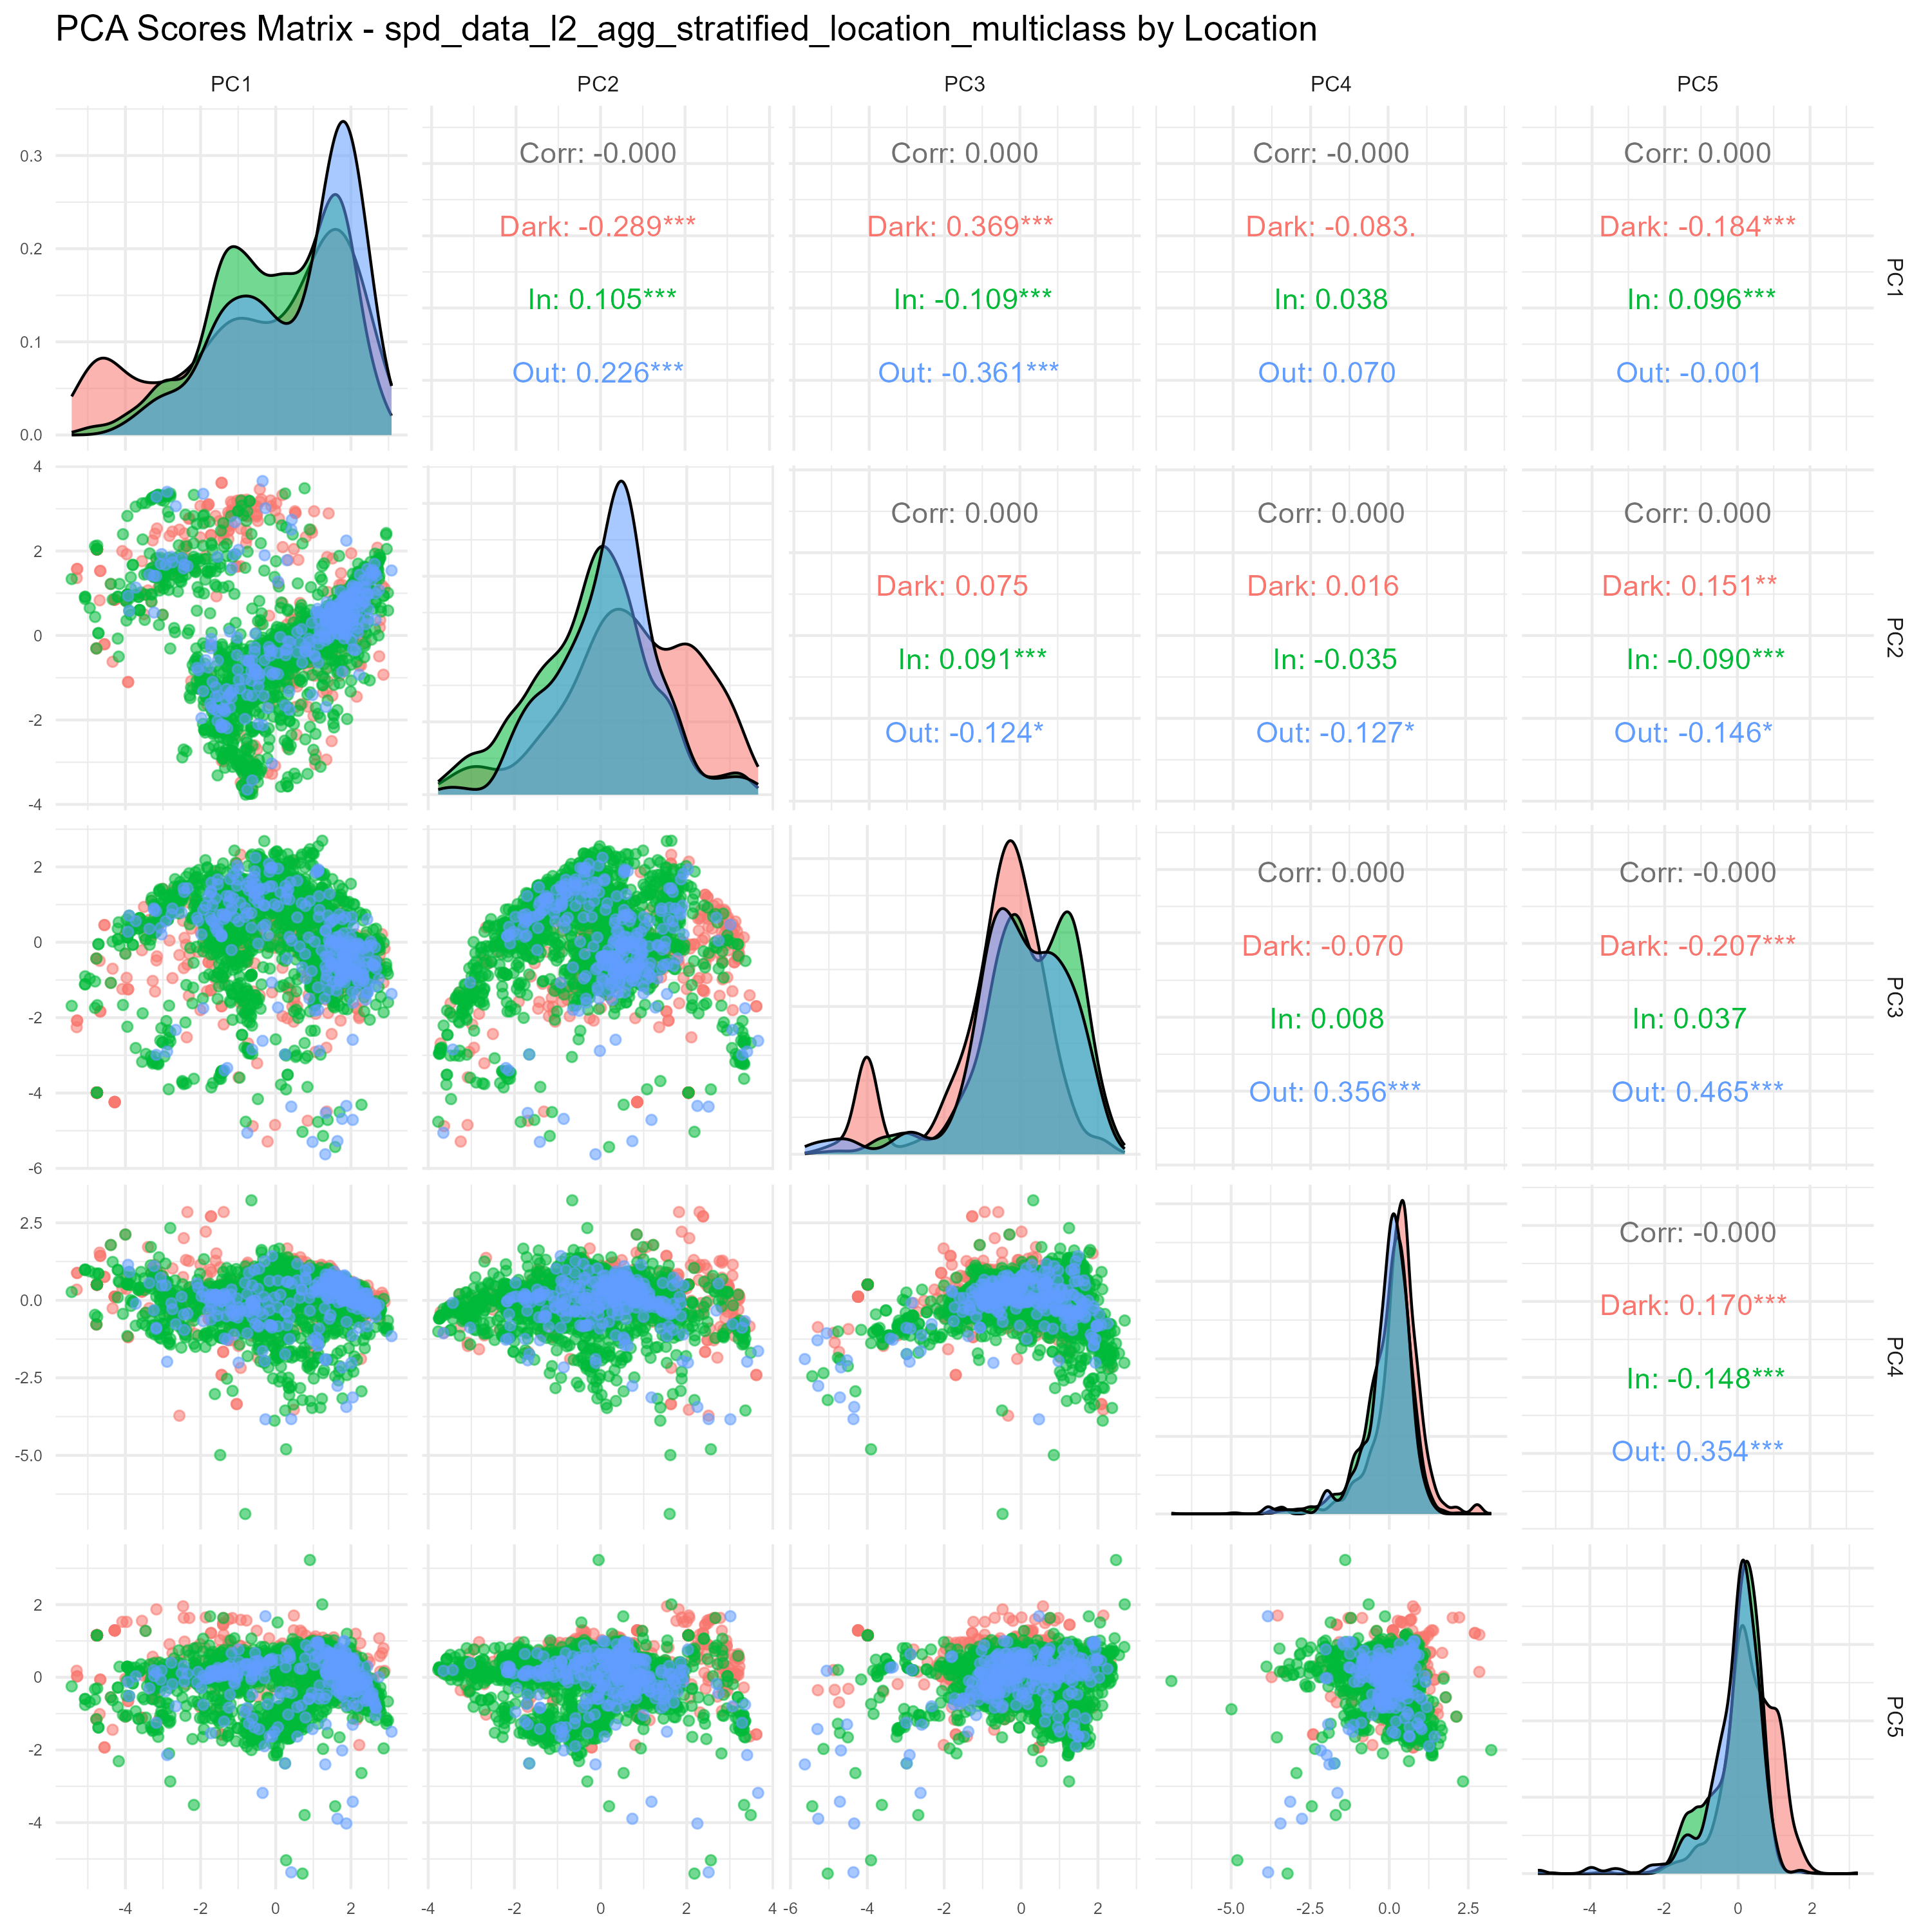 PCA Scores Matrix - spd_data_l2_agg_stratified_location_multiclass by Location
PC1 PC2 PC3 PC4 PC5
0.3
0.2
0.1
0.0
Corr: -0.000
Dark: -0.289***
In: 0.105***
Out: 0.226***
Corr: 0.000
Dark: 0.369***
In: -0.109***
Out: -0.361***
Corr: -0.000
Dark: -0.083.
In: 0.038
Out: 0.070
Corr: 0.000
Dark: -0.184***
In: 0.096***
Out: -0.001
PC1
4
2
0
-2
-4
Corr: 0.000
Dark: 0.075
In: 0.091***
Out: -0.124*
Corr: 0.000
Dark: 0.016
In: -0.035
Out: -0.127*
Corr: 0.000
Dark: 0.151**
In: -0.090***
Out: -0.146*
PC2
2
0
-2
-4
-6
Corr: 0.000
Dark: -0.070
In: 0.008
Out: 0.356***
Corr: -0.000
Dark: -0.207***
In: 0.037
Out: 0.465***
PC3
2.5
0.0
-2.5
-5.0
Corr: -0.000
Dark: 0.170***
In: -0.148***
Out: 0.354***
PC4
2
0
-2
-4
PC5
-4 -2 0 2
-4 -2 0 2 4
-6 -4 -2 0 2
-5.0 -2.5 0.0 2.5
-4 -2 0 2